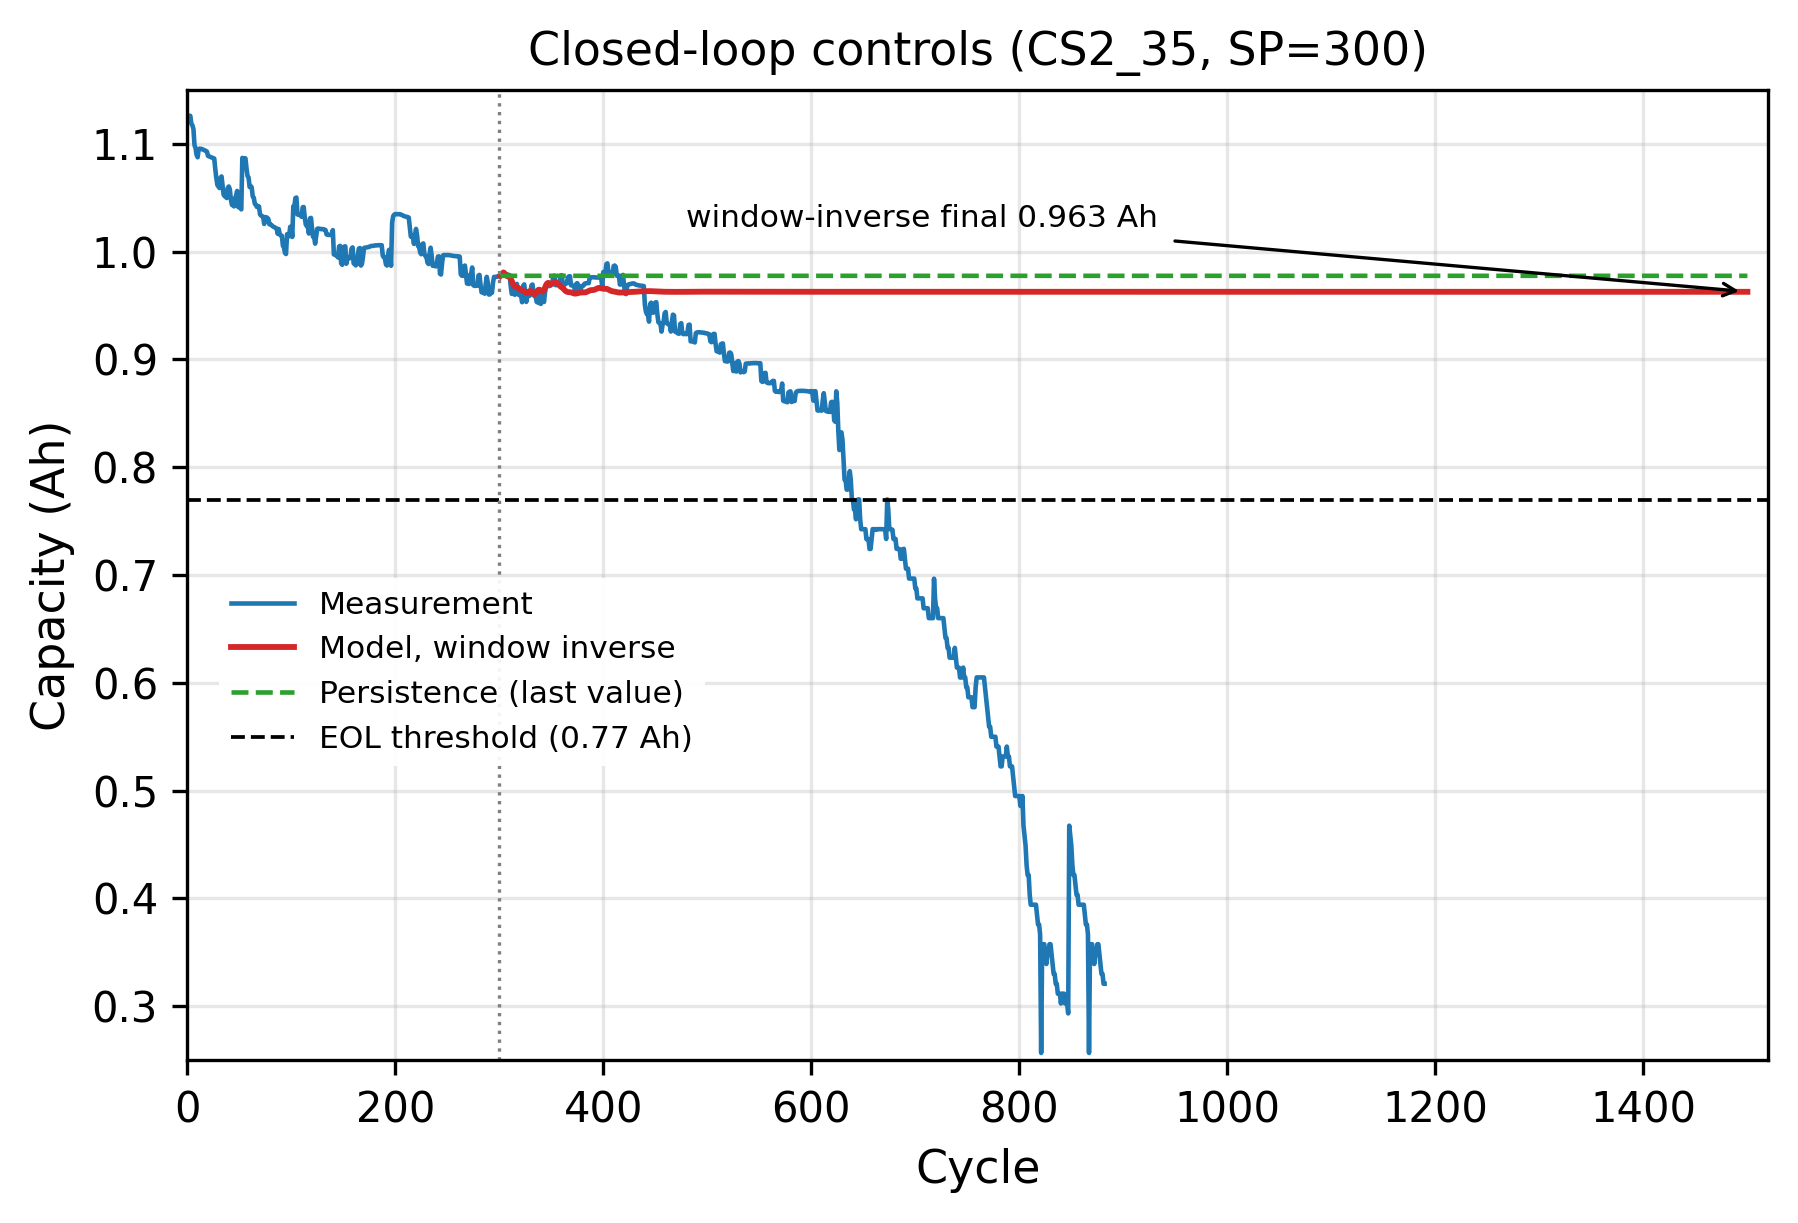 Closed-loop controls (CS2_35, SP=300)
Capacity (Ah)
1.1
1.0
0.9
0.8
0.7
0.6
0.5
0.4
0.3
window-inverse final 0.963 Ah
Measurement
Model, window inverse
Persistence (last value)
EOL threshold (0.77 Ah)
0 200 400 600 800 1000 1200 1400
Cycle